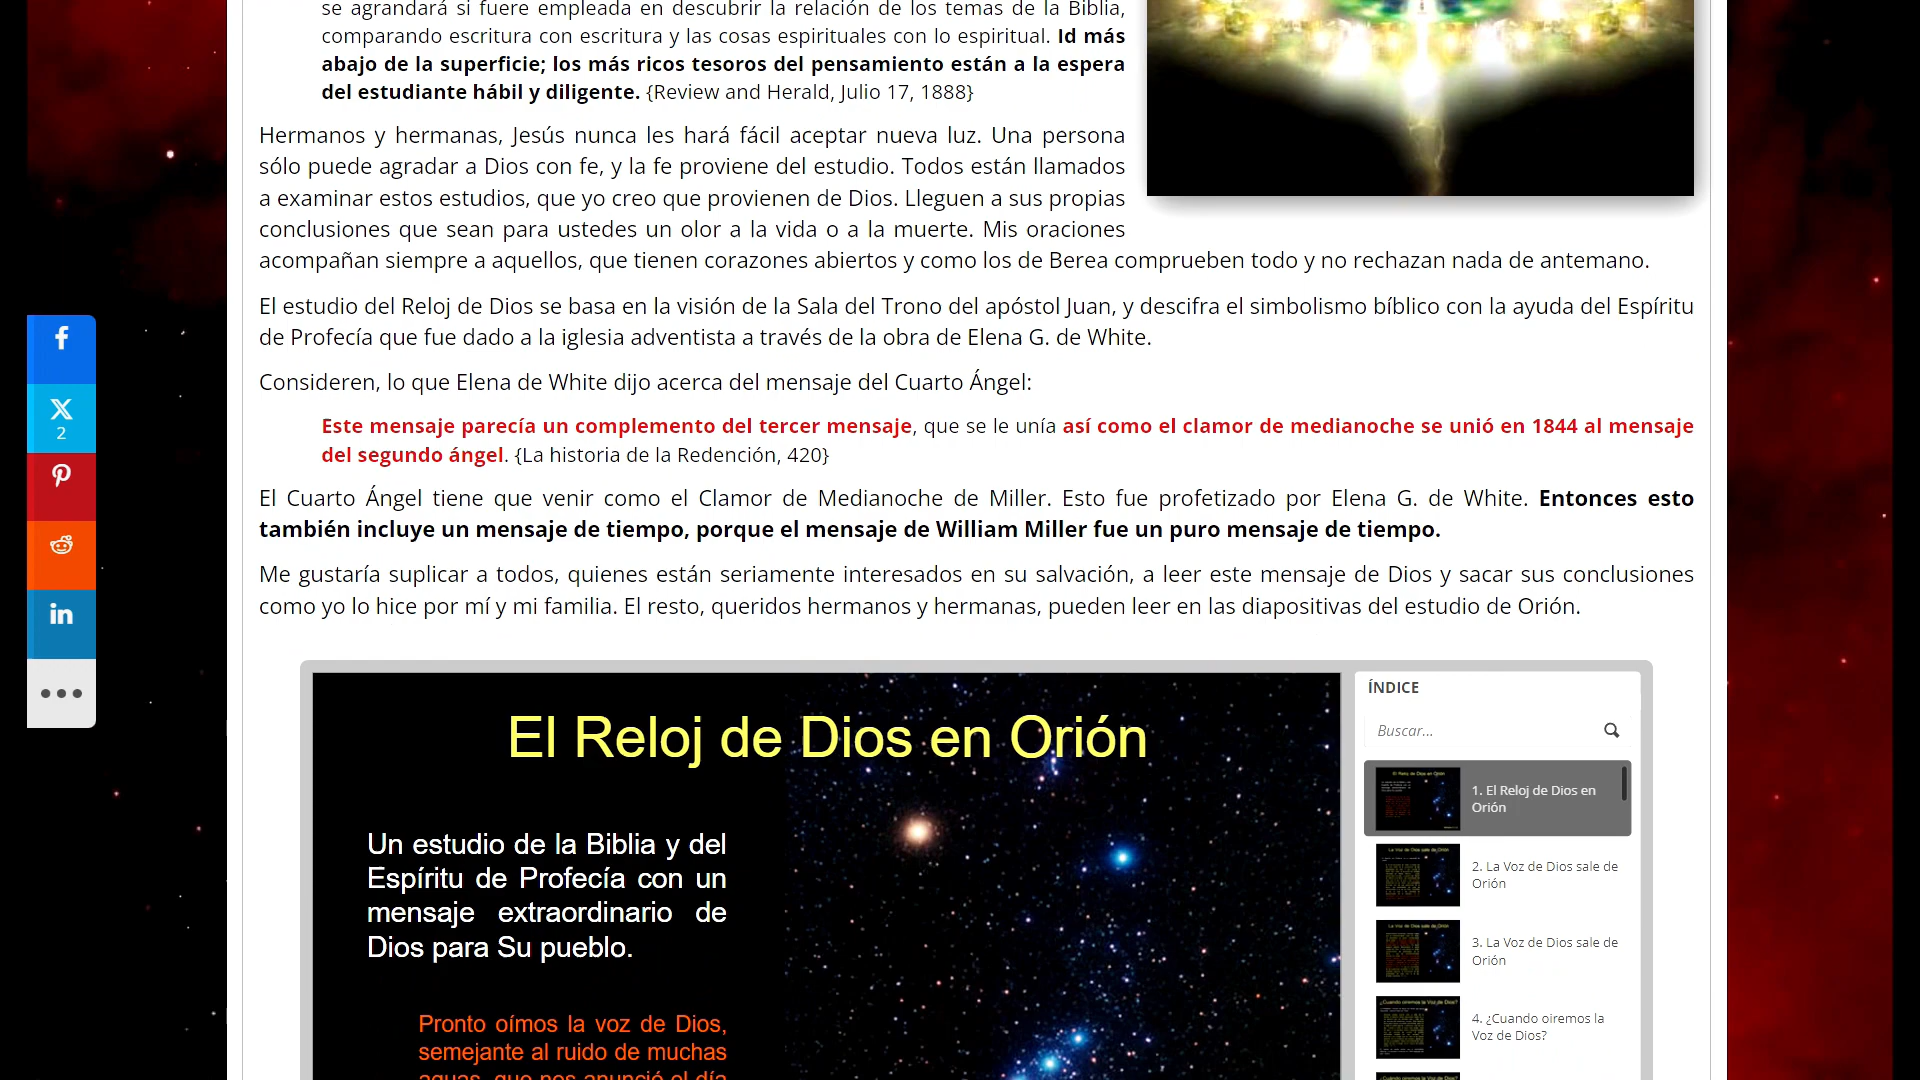 se agrandará si fuere empleada en descubrir la relación de los temas de la Biblia,
comparando escritura con escritura y las cosas espirituales con lo espiritual. Id más
abajo de la superficie; los más ricos tesoros del pensamiento están a la espera
del estudiante hábil y diligente. {Review and Herald, Julio 17, 1888}
Hermanos y hermanas, Jesús nunca les hará fácil aceptar nueva luz. Una persona
sólo puede agradar a Dios con fe, y la fe proviene del estudio. Todos están llamados
a examinar estos estudios, que yo creo que provienen de Dios. Lleguen a sus propias
conclusiones que sean para ustedes un olor a la vida o a la muerte. Mis oraciones
acompañan siempre a aquellos, que tienen corazones abiertos y como los de Berea comprueben todo y no rechazan nada de antemano.
El estudio del Reloj de Dios se basa en la visión de la Sala del Trono del apóstol Juan, y descifra el simbolismo bíblico con la ayuda del Espíritu
de Profecía que fue dado a la iglesia adventista a través de la obra de Elena G. de White.
Consideren, lo que Elena de White dijo acerca del mensaje del Cuarto Ángel:
Este mensaje parecía un complemento del tercer mensaje, que se le unía así como el clamor de medianoche se unió en 1844 al mensaje
del segundo ángel. {La historia de la Redención, 420}
El Cuarto Ángel tiene que venir como el Clamor de Medianoche de Miller. Esto fue profetizado por Elena G. de White. Entonces esto
también incluye un mensaje de tiempo, porque el mensaje de William Miller fue un puro mensaje de tiempo.
Me gustaría suplicar a todos, quienes están seriamente interesados en su salvación, a leer este mensaje de Dios y sacar sus conclusiones
como yo lo hice por mí y mi familia. El resto, queridos hermanos y hermanas, pueden leer en las diapositivas del estudio de Orión.
2
El Reloj de Dios en Orión
Un estudio de la Biblia y del
Espíritu de Profecía con un
mensaje extraordinario de
Dios para Su pueblo.
Pronto oímos la voz de Dios,
semejante al ruido de muchas
aguas, que nos anunció el día
ÍNDICE
Buscar...
1. El Reloj de Dios en
Orión
2. La Voz de Dios sale de
Orión
3. La Voz de Dios sale de
Orión
4. ¿Cuando oiremos la
Voz de Dios?